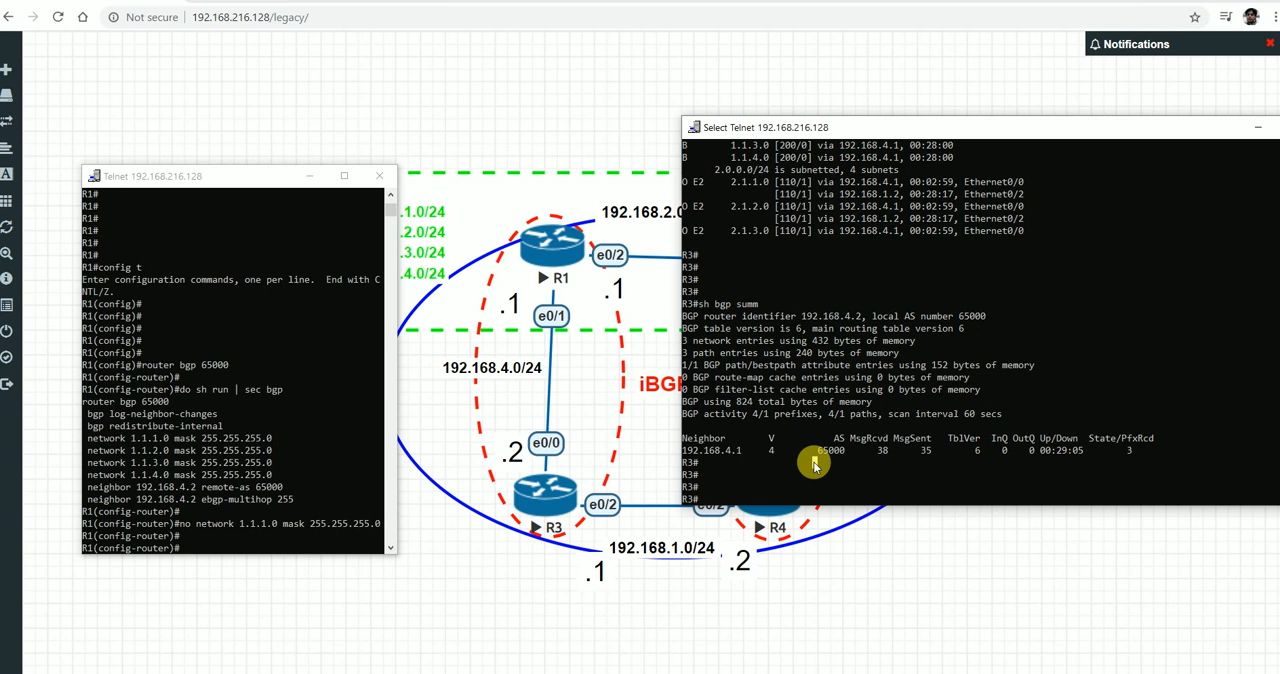 Not secure
192.168.216.128/legacy/
Notifications
Telnet 192.168.216.128
R1#
R1#
R1#
R1#
R1#
R1#
R1#config t
Enter configuration commands, one per line.  End with C
NTL/Z.
R1(config)#
R1(config)#
R1(config)#
R1(config)#
R1(config)#
R1(config)#router bgp 65000
R1(config-router)#
R1(config-router)#do sh run | sec bgp
router bgp 65000
bgp log-neighbor-changes
bgp redistribute-internal
network 1.1.1.0 mask 255.255.255.0
network 1.1.2.0 mask 255.255.255.0
network 1.1.3.0 mask 255.255.255.0
network 1.1.4.0 mask 255.255.255.0
neighbor 192.168.4.2 remote-as 65000
neighbor 192.168.4.2 ebgp-multihop 255
R1(config-router)#
R1(config-router)#no network 1.1.1.0 mask 255.255.255.0
R1(config-router)#
R1(config-router)#
.1.0/24
.2.0/24
.3.0/24
.4.0/24
192.168.2.0
e0/2
R1
.1
.1
e0/1
192.168.4.0/24
iBG
.2
e0/0
e0/2
R3
e0/2
R4
192.168.1.0/24
.1
.2
Select Telnet 192.168.216.128
B        1.1.3.0 [200/0] via 192.168.4.1, 00:28:00
B        1.1.4.0 [200/0] via 192.168.4.1, 00:28:00
2.0.0.0/24 is subnetted, 4 subnets
O E2     2.1.1.0 [110/1] via 192.168.4.1, 00:02:59, Ethernet0/0
[110/1] via 192.168.1.2, 00:28:17, Ethernet0/2
O E2     2.1.2.0 [110/1] via 192.168.4.1, 00:02:59, Ethernet0/0
[110/1] via 192.168.1.2, 00:28:17, Ethernet0/2
O E2     2.1.3.0 [110/1] via 192.168.4.1, 00:02:59, Ethernet0/0
R3#
R3#
R3#
R3#
R3#sh bgp summ
BGP router identifier 192.168.4.2, local AS number 65000
BGP table version is 6, main routing table version 6
3 network entries using 432 bytes of memory
3 path entries using 240 bytes of memory
1/1 BGP path/bestpath attribute entries using 152 bytes of memory
0 BGP route-map cache entries using 0 bytes of memory
0 BGP filter-list cache entries using 0 bytes of memory
BGP using 824 total bytes of memory
BGP activity 4/1 prefixes, 4/1 paths, scan interval 60 secs
Neighbor        V           AS MsgRcvd MsgSent   TblVer  InQ OutQ Up/Down  State/PfxRcd
192.168.4.1     4        65000      38      35        6    0    0 00:29:05        3
R3#
R3#
R3#
R3#